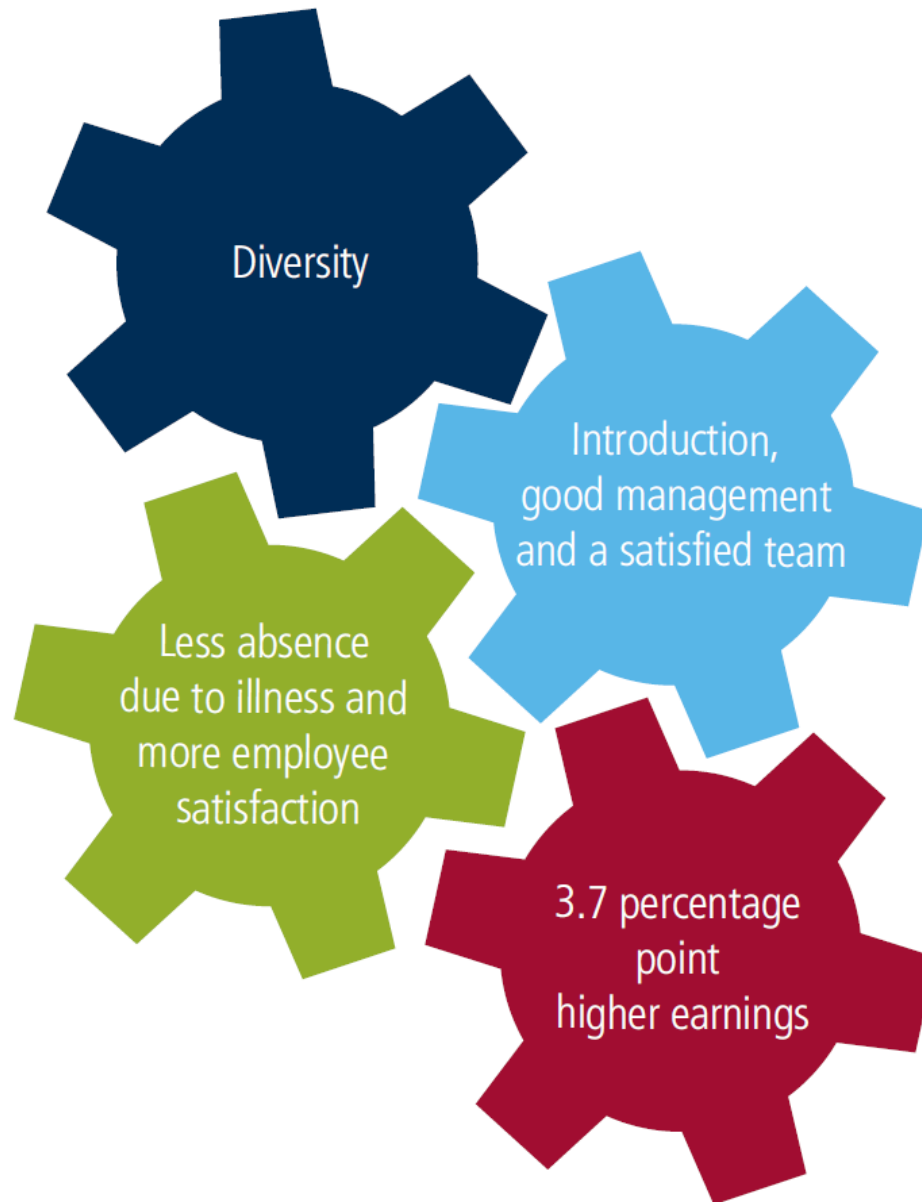 Diversity
Introduction,
good management
and a satisfied team
Less absence
due to illness and
more employee
satisfaction
3.7 percentage
point
higher earnings